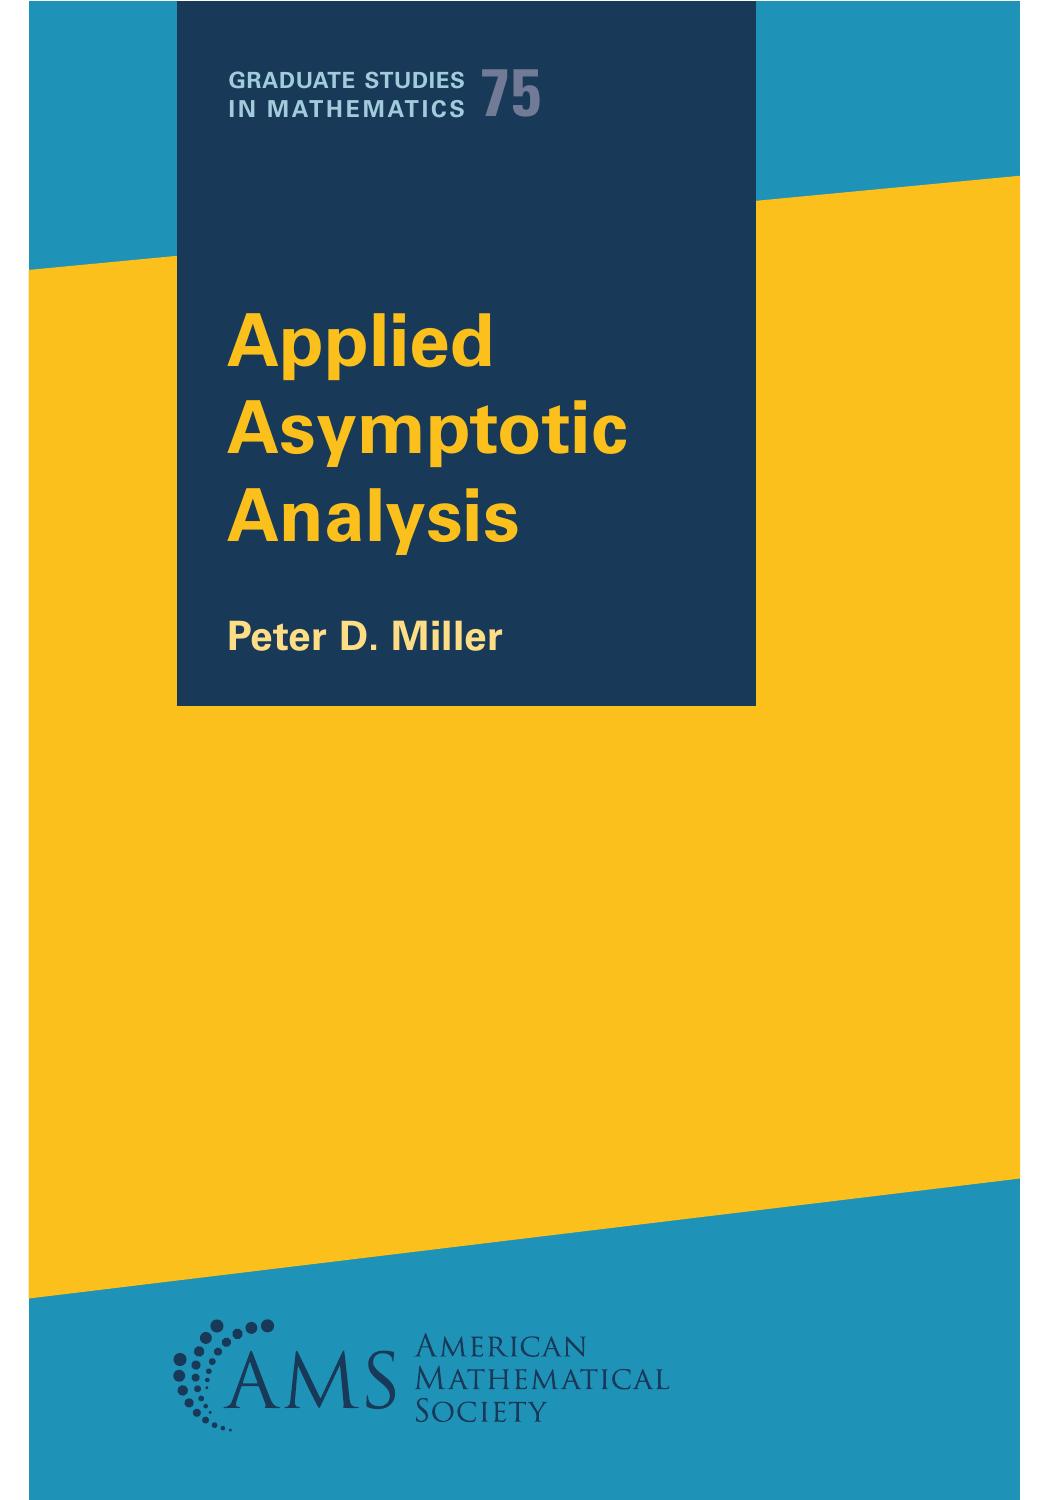 GRADUATE STUDIES
IN MATHEMATICS 75
Applied
Asymptotic
Analysis
Peter D. Miller
AMS
AMERICAN
MATHEMATICAL
SOCIETY